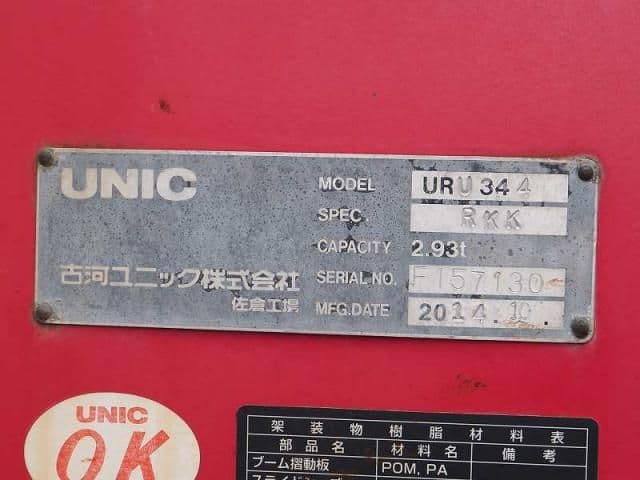 UNIC
MODEL URU344
SPEC. RKK
CAPACITY 2.93t
SERIAL NO. F157130
MFG.DATE 2014.10.
古河ユニック株式会社
佐倉工場
UNIC
OK
架装物樹脂材料表
部品名 材料名 備考
ブーム摺動板 POM, PA